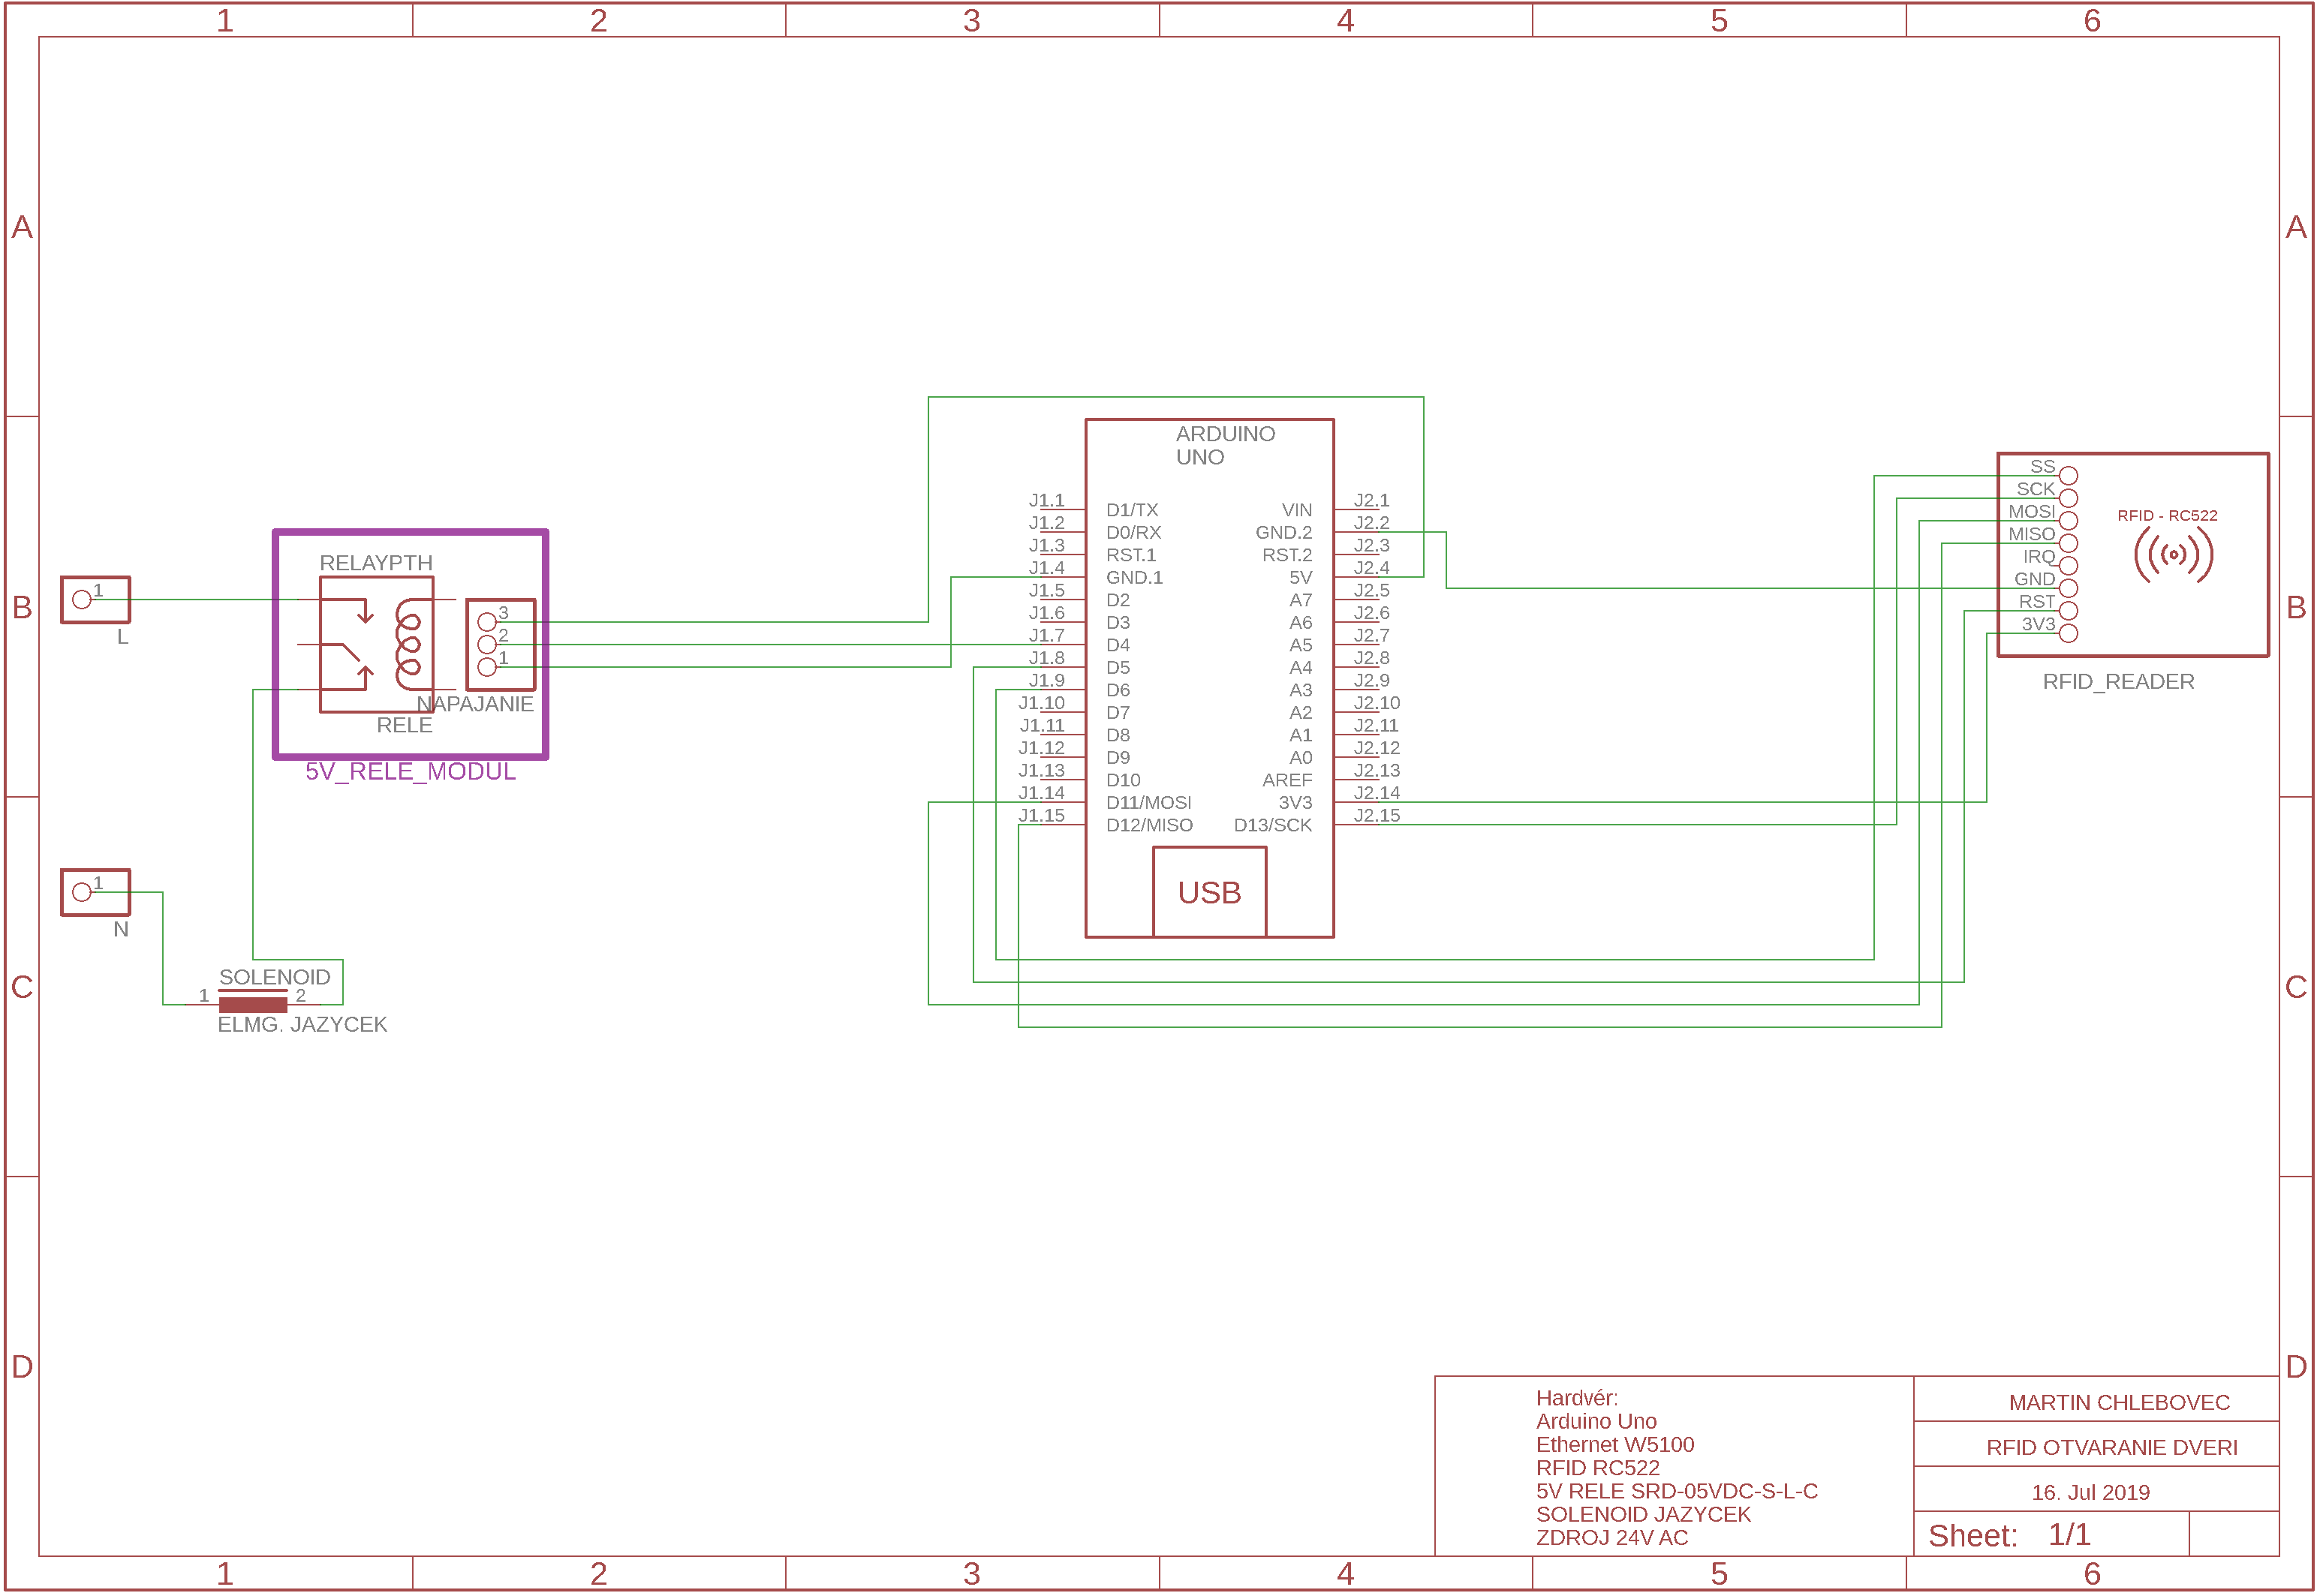 1 2 3 4 5 6
A A
B B
C C
D D
1
L
RELAYPTH
3
2
1
NAPAJANIE
RELE
5V_RELE_MODUL
1
N
SOLENOID
1 2
ELMG. JAZYCEK
ARDUINO
UNO
J1.1 D1/TX VIN J2.1
J1.2 D0/RX GND.2 J2.2
J1.3 RST.1 RST.2 J2.3
J1.4 GND.1 5V J2.4
J1.5 D2 A7 J2.5
J1.6 D3 A6 J2.6
J1.7 D4 A5 J2.7
J1.8 D5 A4 J2.8
J1.9 D6 A3 J2.9
J1.10 D7 A2 J2.10
J1.11 D8 A1 J2.11
J1.12 D9 A0 J2.12
J1.13 D10 AREF J2.13
J1.14 D11/MOSI 3V3 J2.14
J1.15 D12/MISO D13/SCK J2.15
USB
SS
SCK
MOSI
MISO
IRQ
GND
RST
3V3
RFID - RC522
RFID_READER
Hardvér:
Arduino Uno
Ethernet W5100
RFID RC522
5V RELE SRD-05VDC-S-L-C
SOLENOID JAZYCEK
ZDROJ 24V AC
MARTIN CHLEBOVEC
RFID OTVARANIE DVERI
16. Jul 2019
Sheet: 1/1
1 2 3 4 5 6